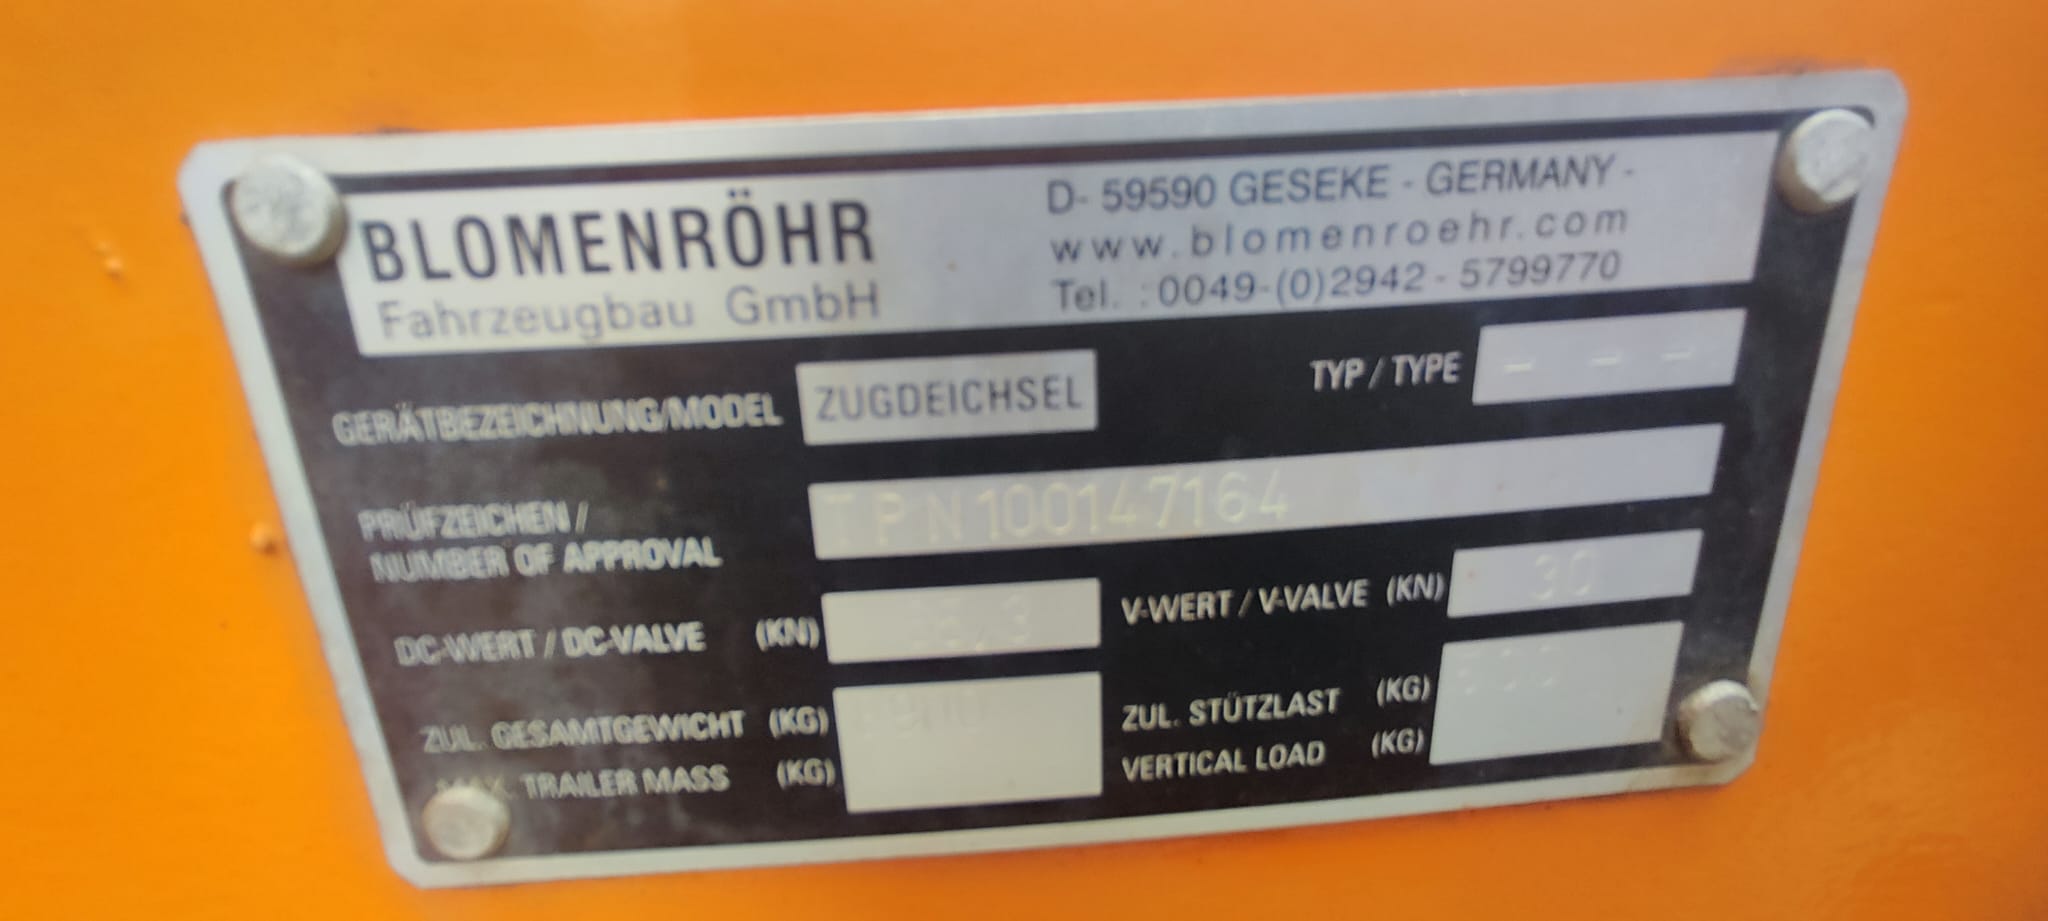 BLOMENRÖHR
Fahrzeugbau GmbH
D- 59590 GESEKE - GERMANY -
www.blomenroehr.com
Tel. :0049-(0)2942-5799770
GERÄTBEZEICHNUNG/MODEL ZUGDEICHSEL
TYP / TYPE - - -
PRÜFZEICHEN /
NUMBER OF APPROVAL
TPN100147164
DC-WERT / DC-VALVE (KN)
V-WERT / V-VALVE (KN) 30
ZUL. GESAMTGEWICHT (KG)
MAX. TRAILER MASS (KG)
ZUL. STÜTZLAST (KG)
VERTICAL LOAD (KG)